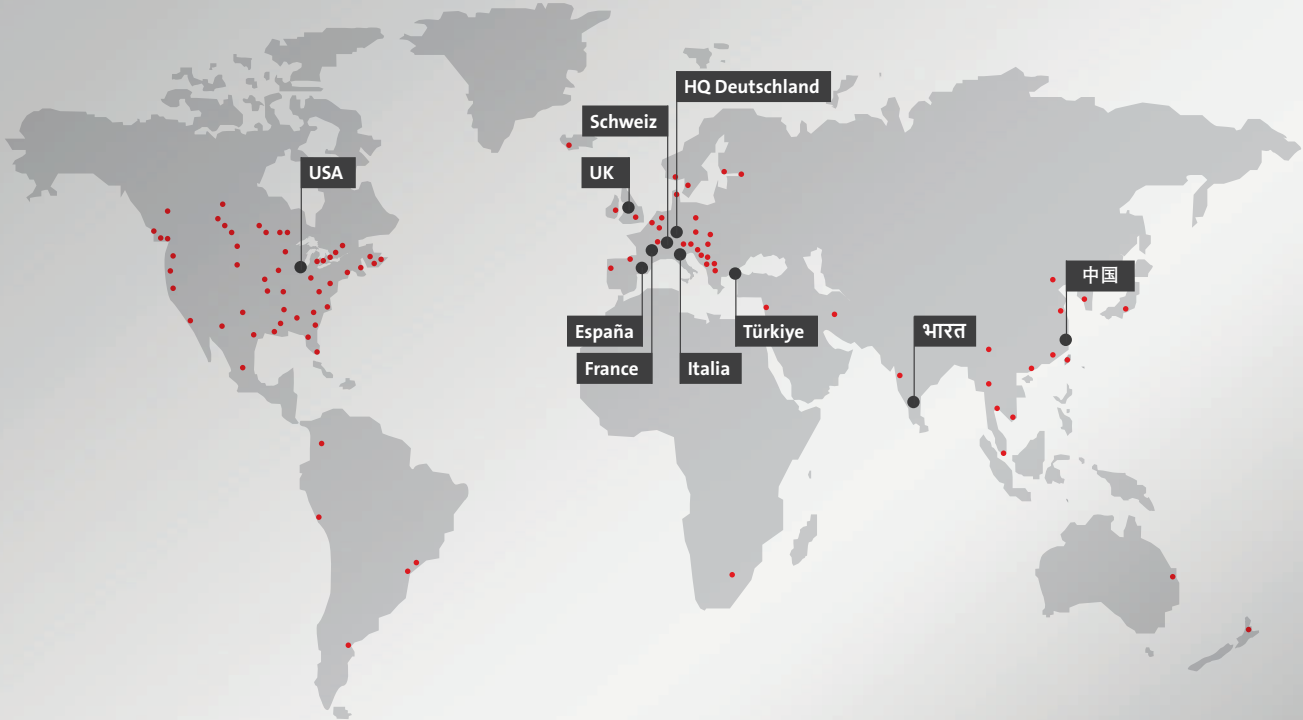 HQ Deutschland
Schweiz
UK
USA
中国
España
Türkiye
भारत
France
Italia